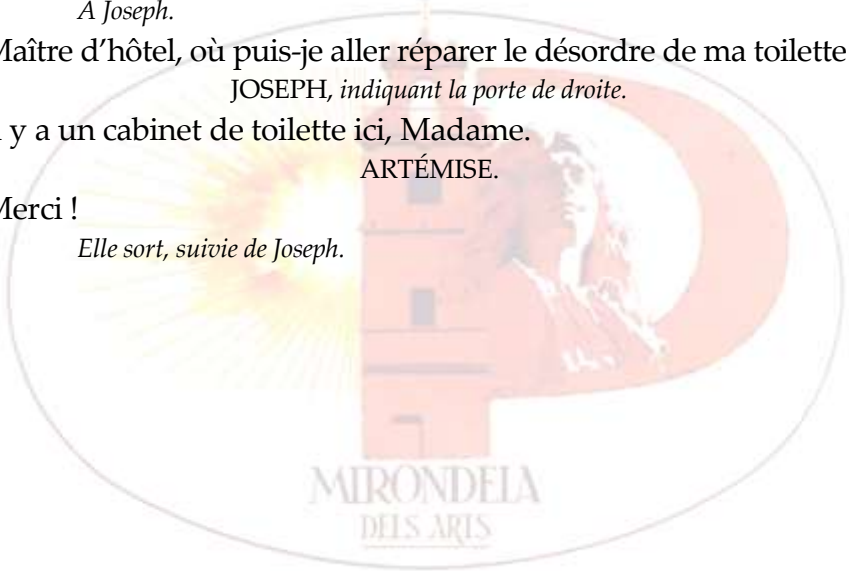 À Joseph.
Maître d’hôtel, où puis-je aller réparer le désordre de ma toilette
JOSEPH, indiquant la porte de droite.
y a un cabinet de toilette ici, Madame.
ARTÉMISE.
Merci !
Elle sort, suivie de Joseph.
MIRONDELA
DELS ARTS